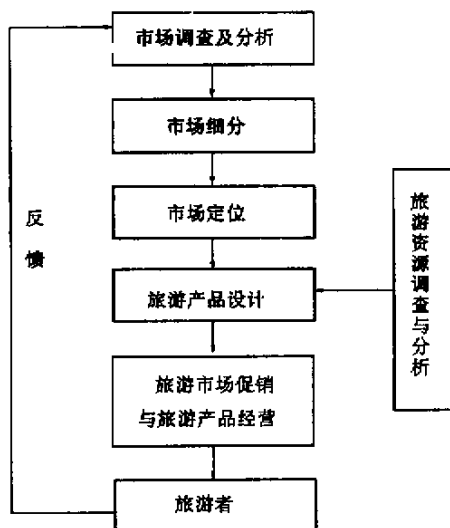 市场调查及分析
市场细分
市场定位
反馈
旅游产品设计
旅游资源调查与分析
旅游市场促销
与旅游产品经营
旅游者